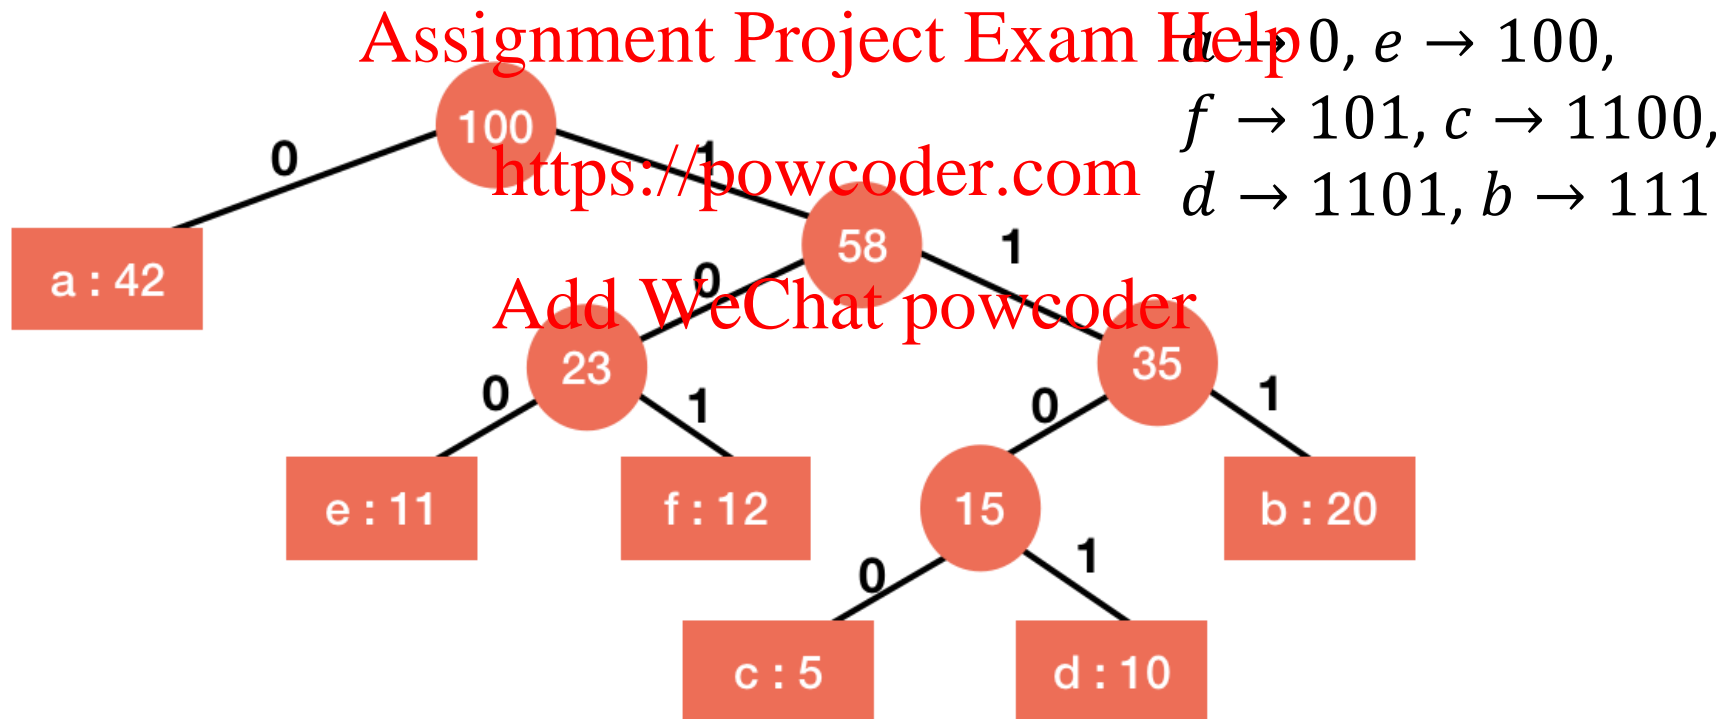 Assignment Project Exam Help
a → 0, e → 100,
f → 101, c → 1100,
d → 1101, b → 111
https://powcoder.com
Add WeChat powcoder
100
0
1
a : 42
58
0
1
23
35
0
1
0
1
e : 11
f : 12
15
b : 20
0
1
c : 5
d : 10